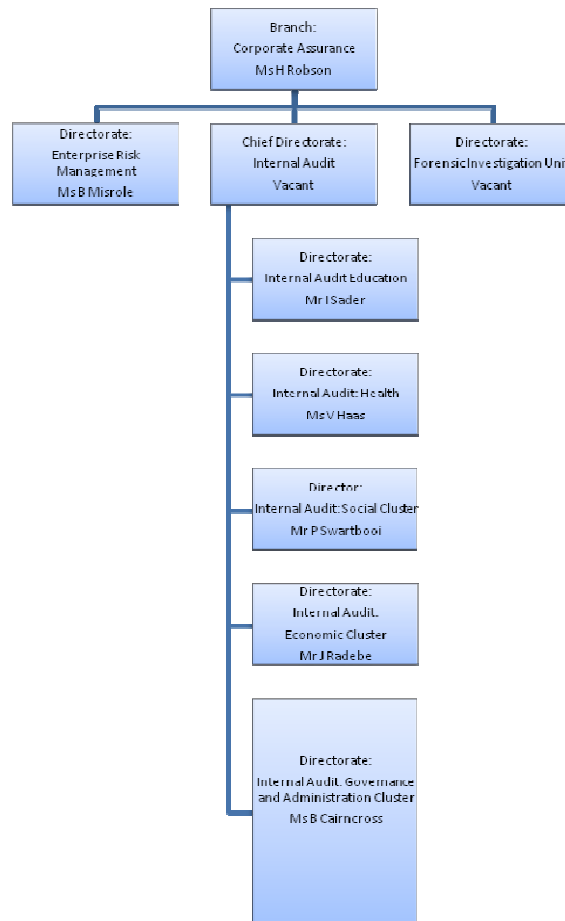 Branch:
Corporate Assurance
Ms H Robson
Directorate:
Enterprise Risk
Management
Ms B Misrole
Chief Directorate:
Internal Audit
Vacant
Directorate:
Forensic Investigation Unit
Vacant
Directorate:
Internal Audit Education
Mr I Sader
Directorate:
Internal Audit: Health
Ms V Haas
Director:
Internal Audit: Social Cluster
Mr P Swartbooi
Directorate:
Internal Audit:
Economic Cluster
Mr J Radebe
Directorate:
Internal Audit: Governance
and Administration Cluster
Ms B Cairncross